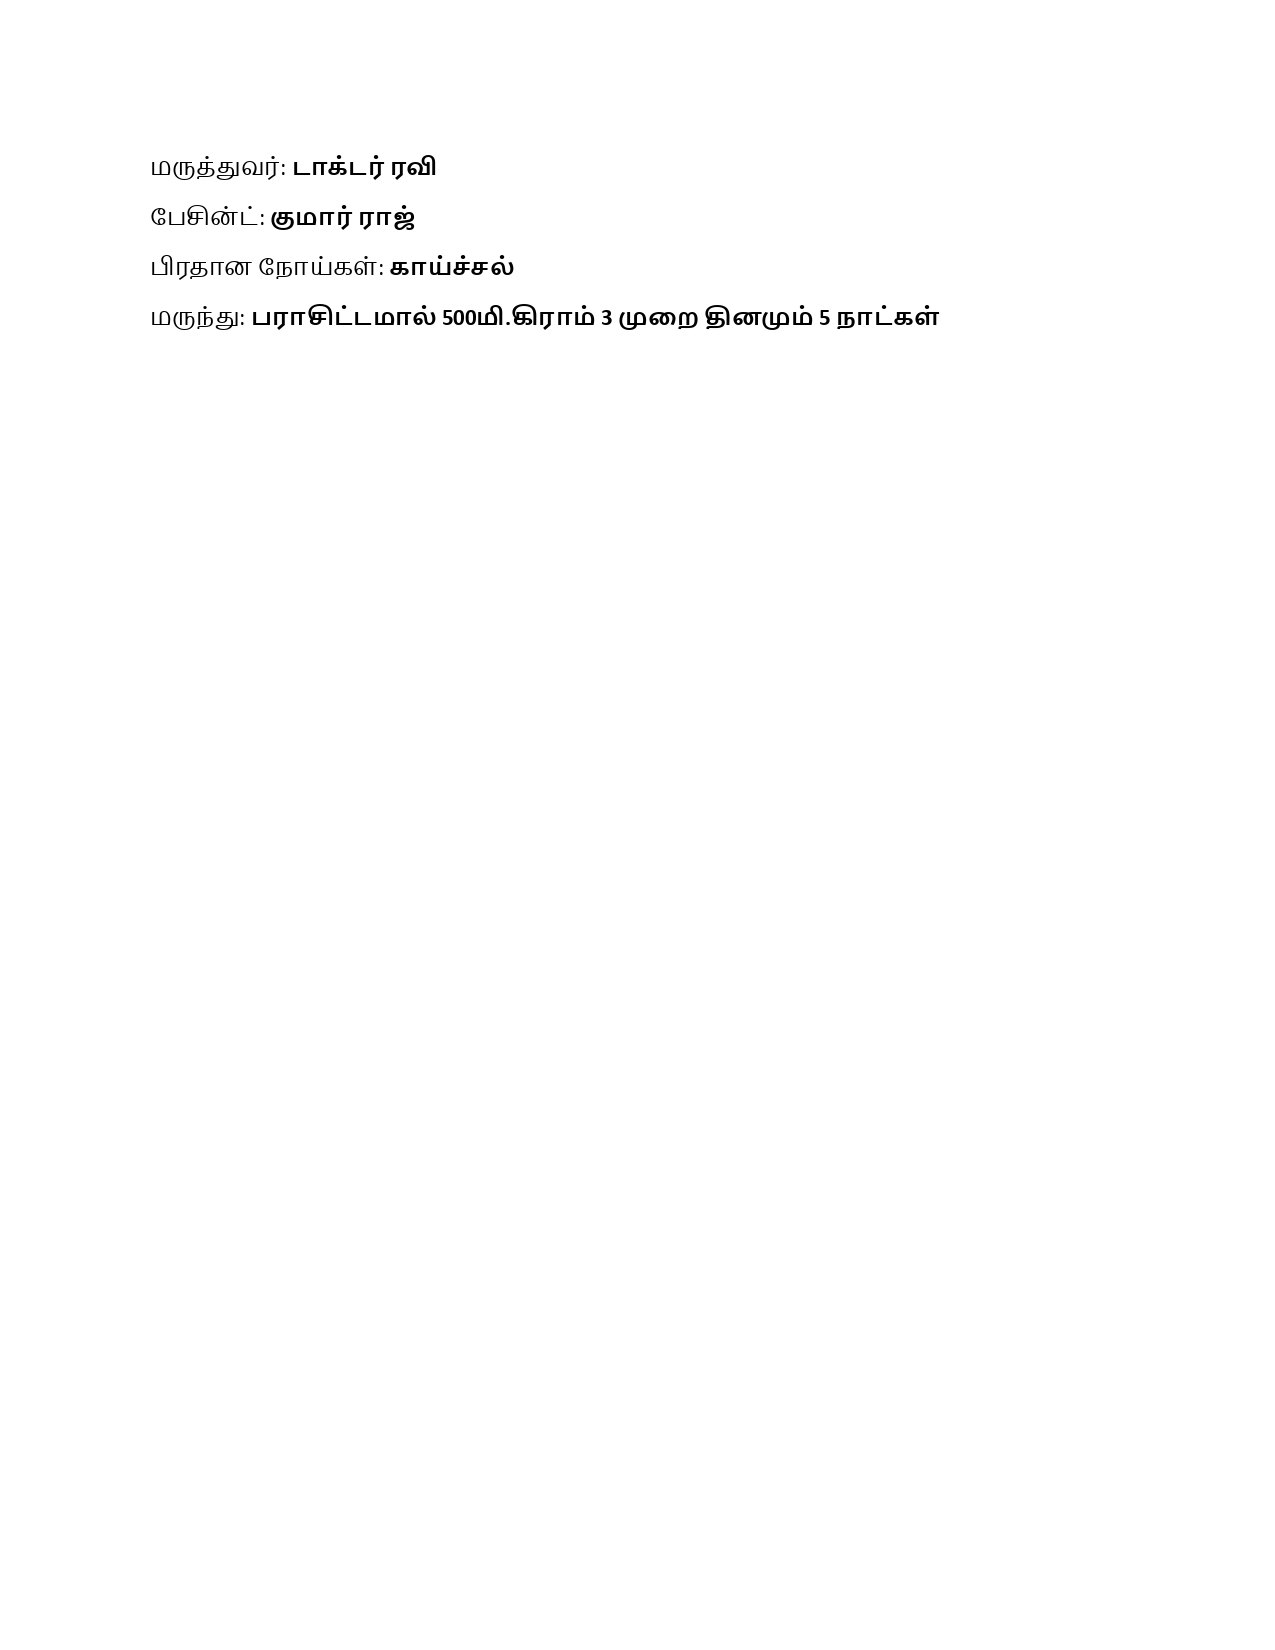 மருத்துவர்: டாக்டர் ரவி
பேசின்ட்: குமார் ராஜ்
பிரதான நோய்கள்: காய்ச்சல்
மருந்து: பராசிட்டமால் 500மி.கிராம் 3 முறை தினமும் 5 நாட்கள்